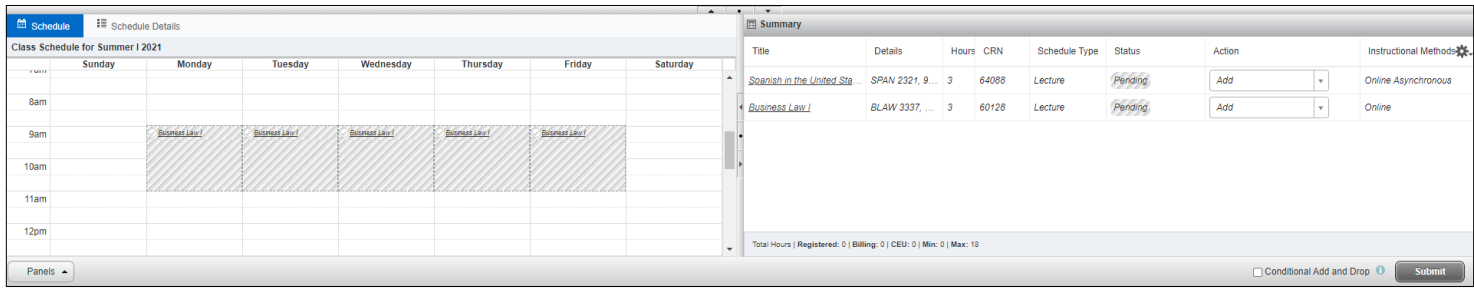 Schedule
Schedule Details
Class Schedule for Summer I 2021
Sunday Monday Tuesday Wednesday Thursday Friday Saturday
7am
8am
9am Business Law I Business Law I Business Law I Business Law I Business Law I
10am
11am
12pm
Summary
Title Details Hours CRN Schedule Type Status Action Instructional Methods
Spanish in the United Sta... SPAN 2321, 9... 3 64088 Lecture Pending Add Online Asynchronous
Business Law I BLAW 3337, ... 3 60128 Lecture Pending Add Online
Total Hours | Registered: 0 | Billing: 0 | CEU: 0 | Min: 0 | Max: 18
Panels
Conditional Add and Drop
Submit